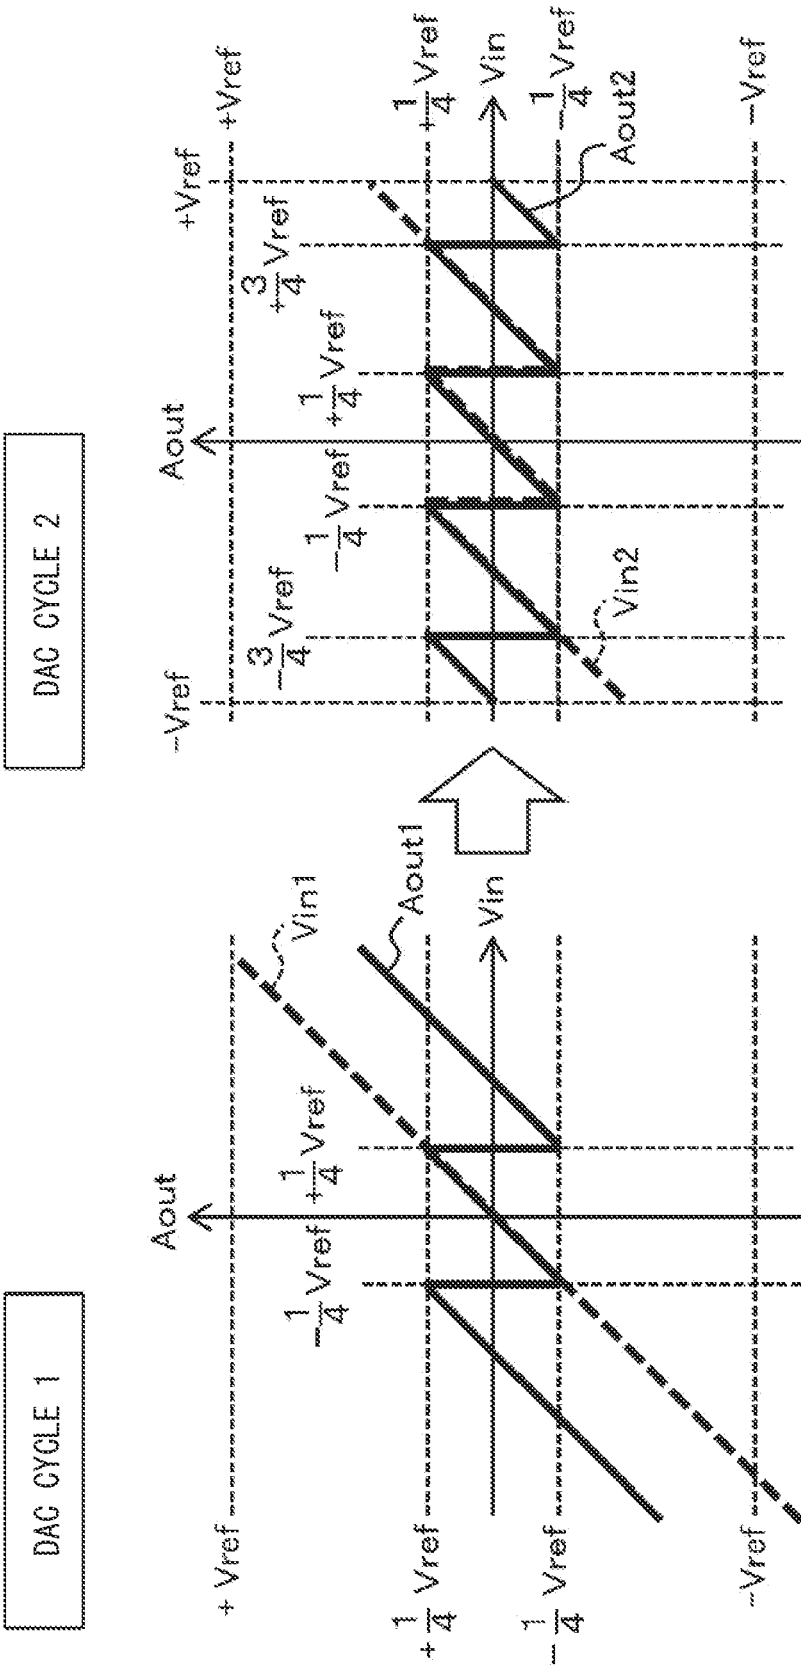 DAC CYCLE 1
Aout
+Vref
Vin1
-1/4 Vref
+1/4 Vref
Aout1
+1/4 Vref
Vin
-1/4 Vref
-Vref
DAC CYCLE 2
Aout
-Vref
-3/4 Vref
-1/4 Vref
+1/4 Vref
+3/4 Vref
+Vref
+Vref
+1/4 Vref
Vin
-1/4 Vref
Vin2
Aout2
-Vref